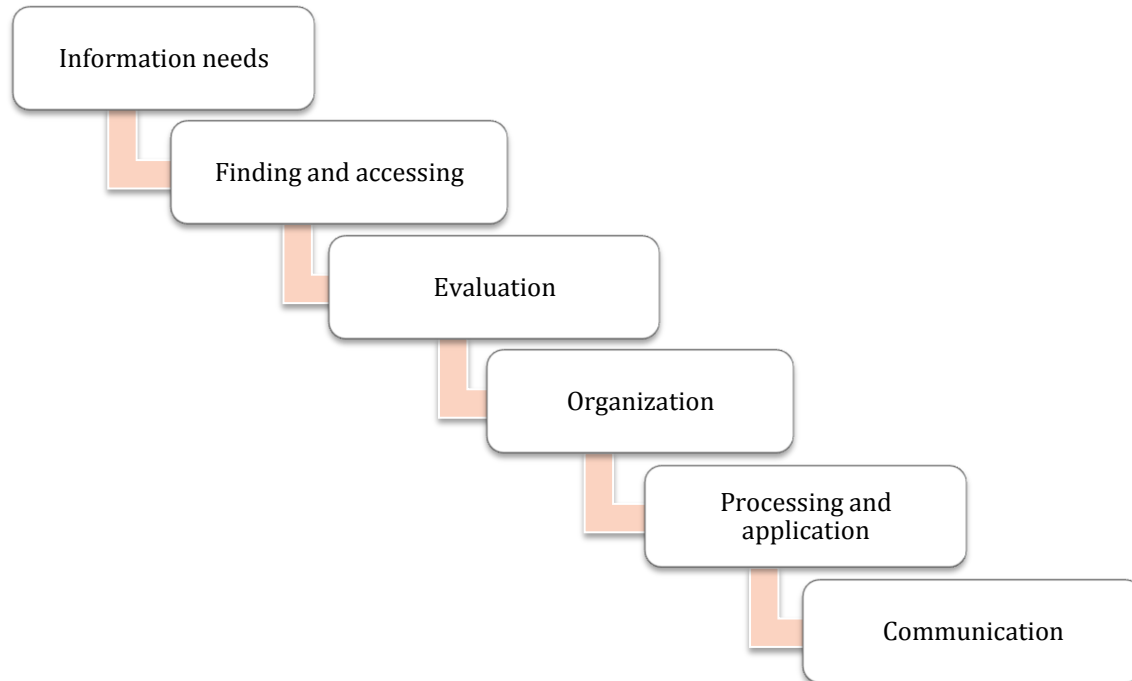 Information needs
Finding and accessing
Evaluation
Organization
Processing and
application
Communication